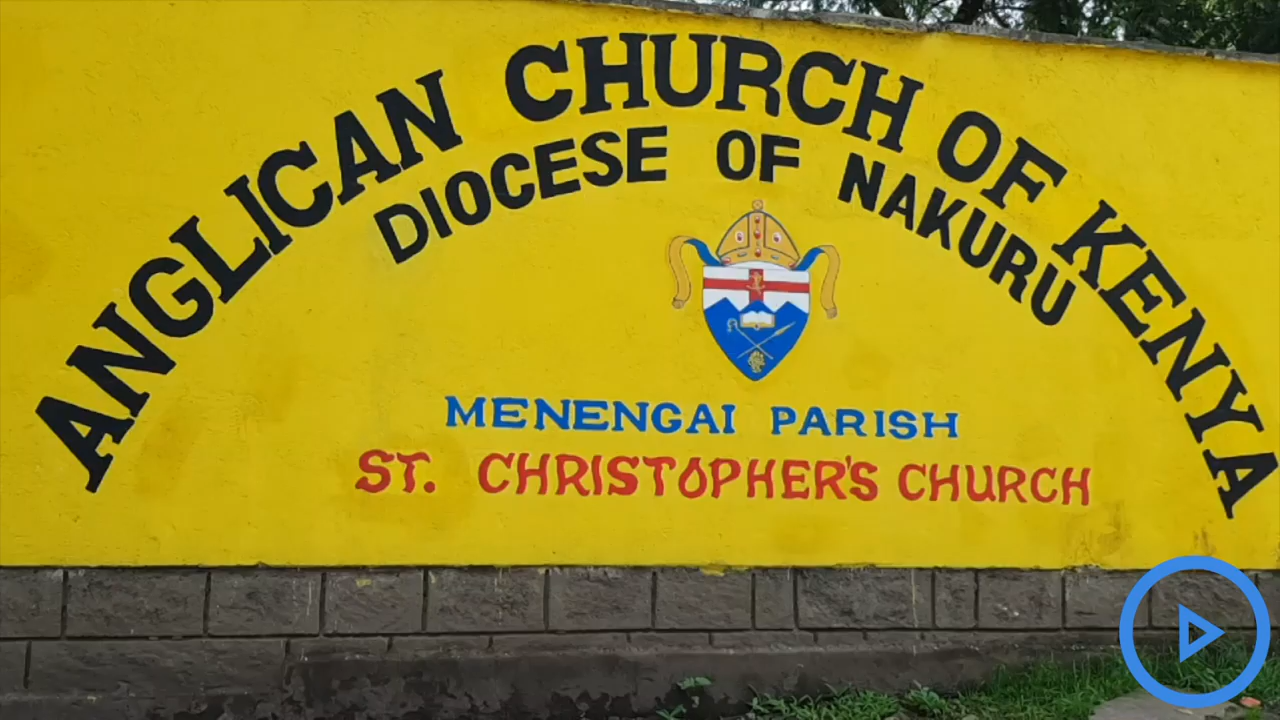 ANGLICAN CHURCH OF KENYA
DIOCESE OF NAKURU
MENENGAI PARISH
ST. CHRISTOPHER'S CHURCH